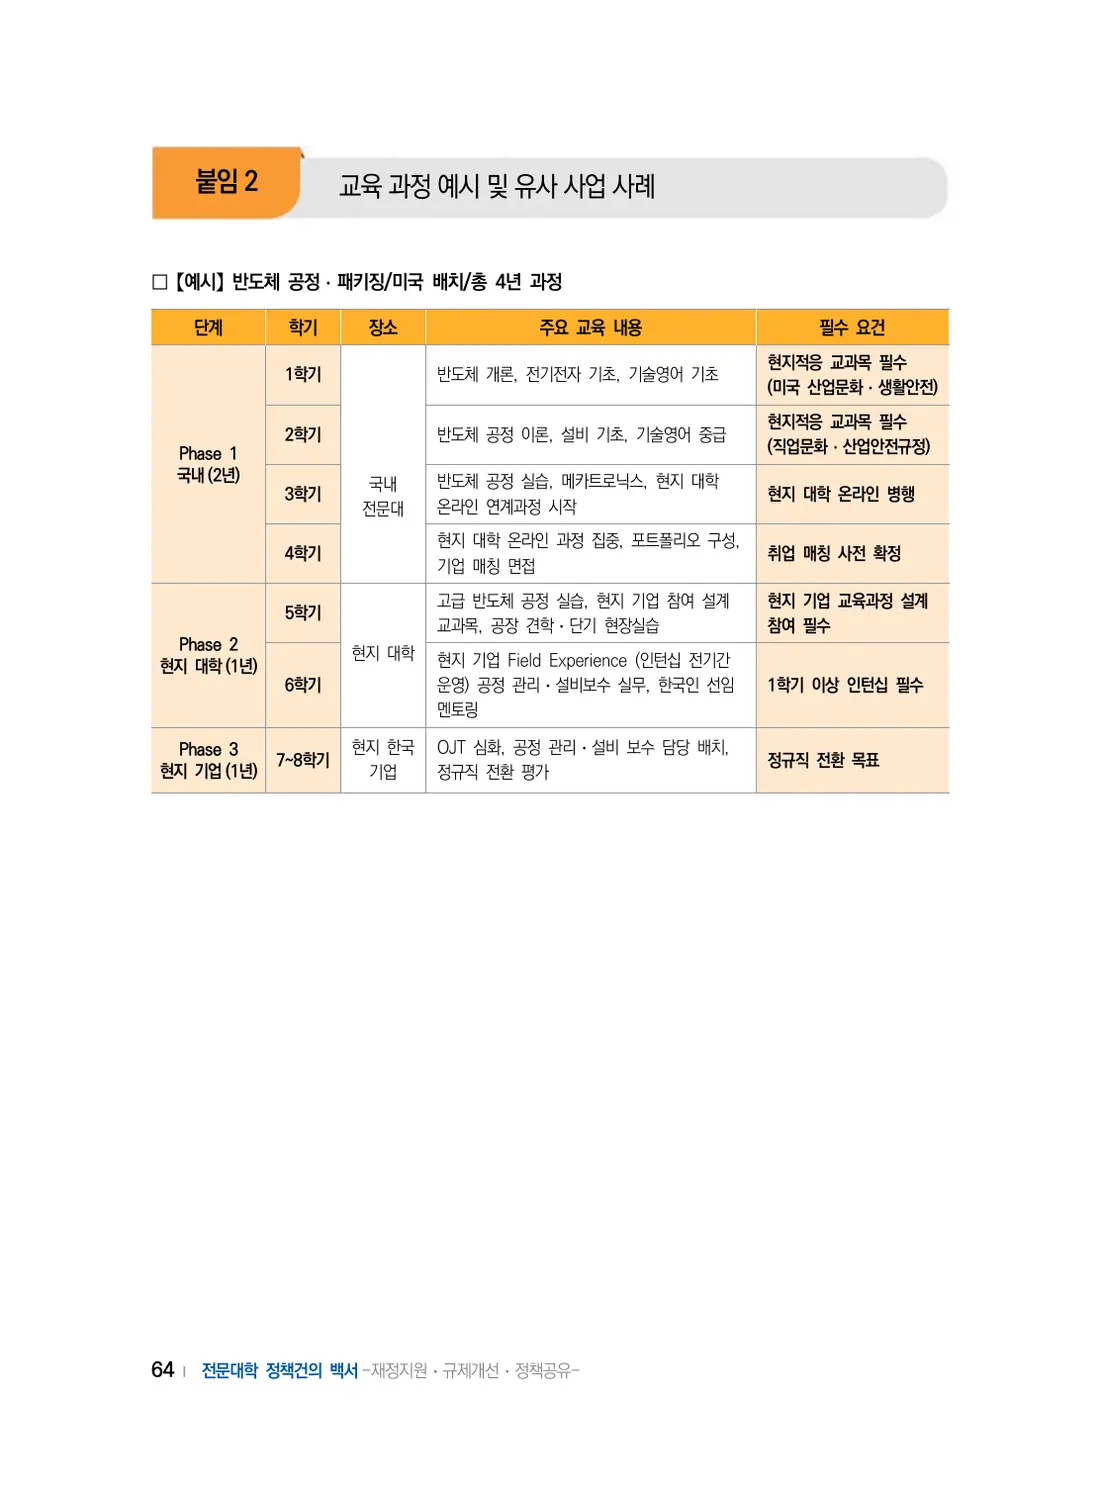 붙임 2
교육 과정 예시 및 유사 사업 사례
□【예시】반도체 공정 · 패키징/미국 배치/총 4년 과정
단계 학기 장소 주요 교육 내용 필수 요건
Phase 1
국내(2년)
국내
전문대
1학기 반도체 개론, 전기전자 기초, 기술영어 기초
현지적응 교과목 필수
(미국 산업문화 · 생활안전)
2학기 반도체 공정 이론, 설비 기초, 기술영어 중급
현지적응 교과목 필수
(직업문화 · 산업안전규정)
3학기
반도체 공정 실습, 메카트로닉스, 현지 대학
온라인 연계과정 시작
현지 대학 온라인 병행
4학기
현지 대학 온라인 과정 집중, 포트폴리오 구성,
기업 매칭 면접
취업 매칭 사전 확정
Phase 2
현지 대학(1년)
현지 대학
5학기
고급 반도체 공정 실습, 현지 기업 참여 설계
교과목, 공장 견학 · 단기 현장실습
현지 기업 교육과정 설계
참여 필수
6학기
현지 기업 Field Experience (인턴십 전기간
운영) 공정 관리 · 설비보수 실무, 한국인 선임
멘토링
1학기 이상 인턴십 필수
Phase 3
현지 기업(1년)
7~8학기
현지 한국
기업
OJT 심화, 공정 관리 · 설비 보수 담당 배치,
정규직 전환 평가
정규직 전환 목표
64 | 전문대학 정책건의 백서 -재정지원 · 규제개선 · 정책공유-